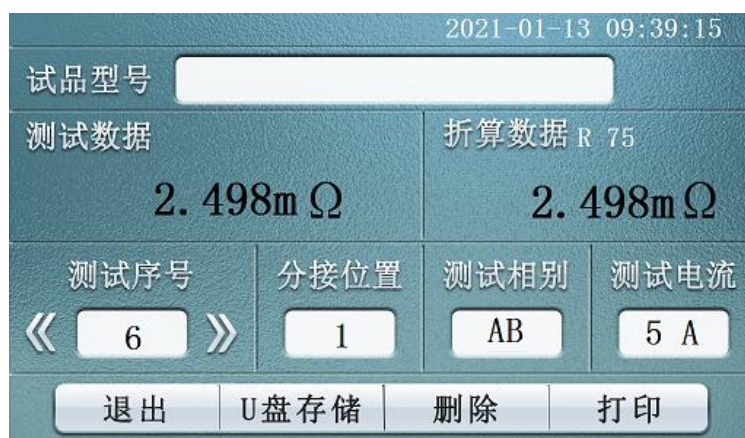 2021-01-13 09:39:15
试品型号
测试数据
折算数据 R 75
2.498mΩ
2.498mΩ
测试序号 分接位置 测试相别 测试电流
《 6 》 1 AB 5 A
退出 U盘存储 删除 打印